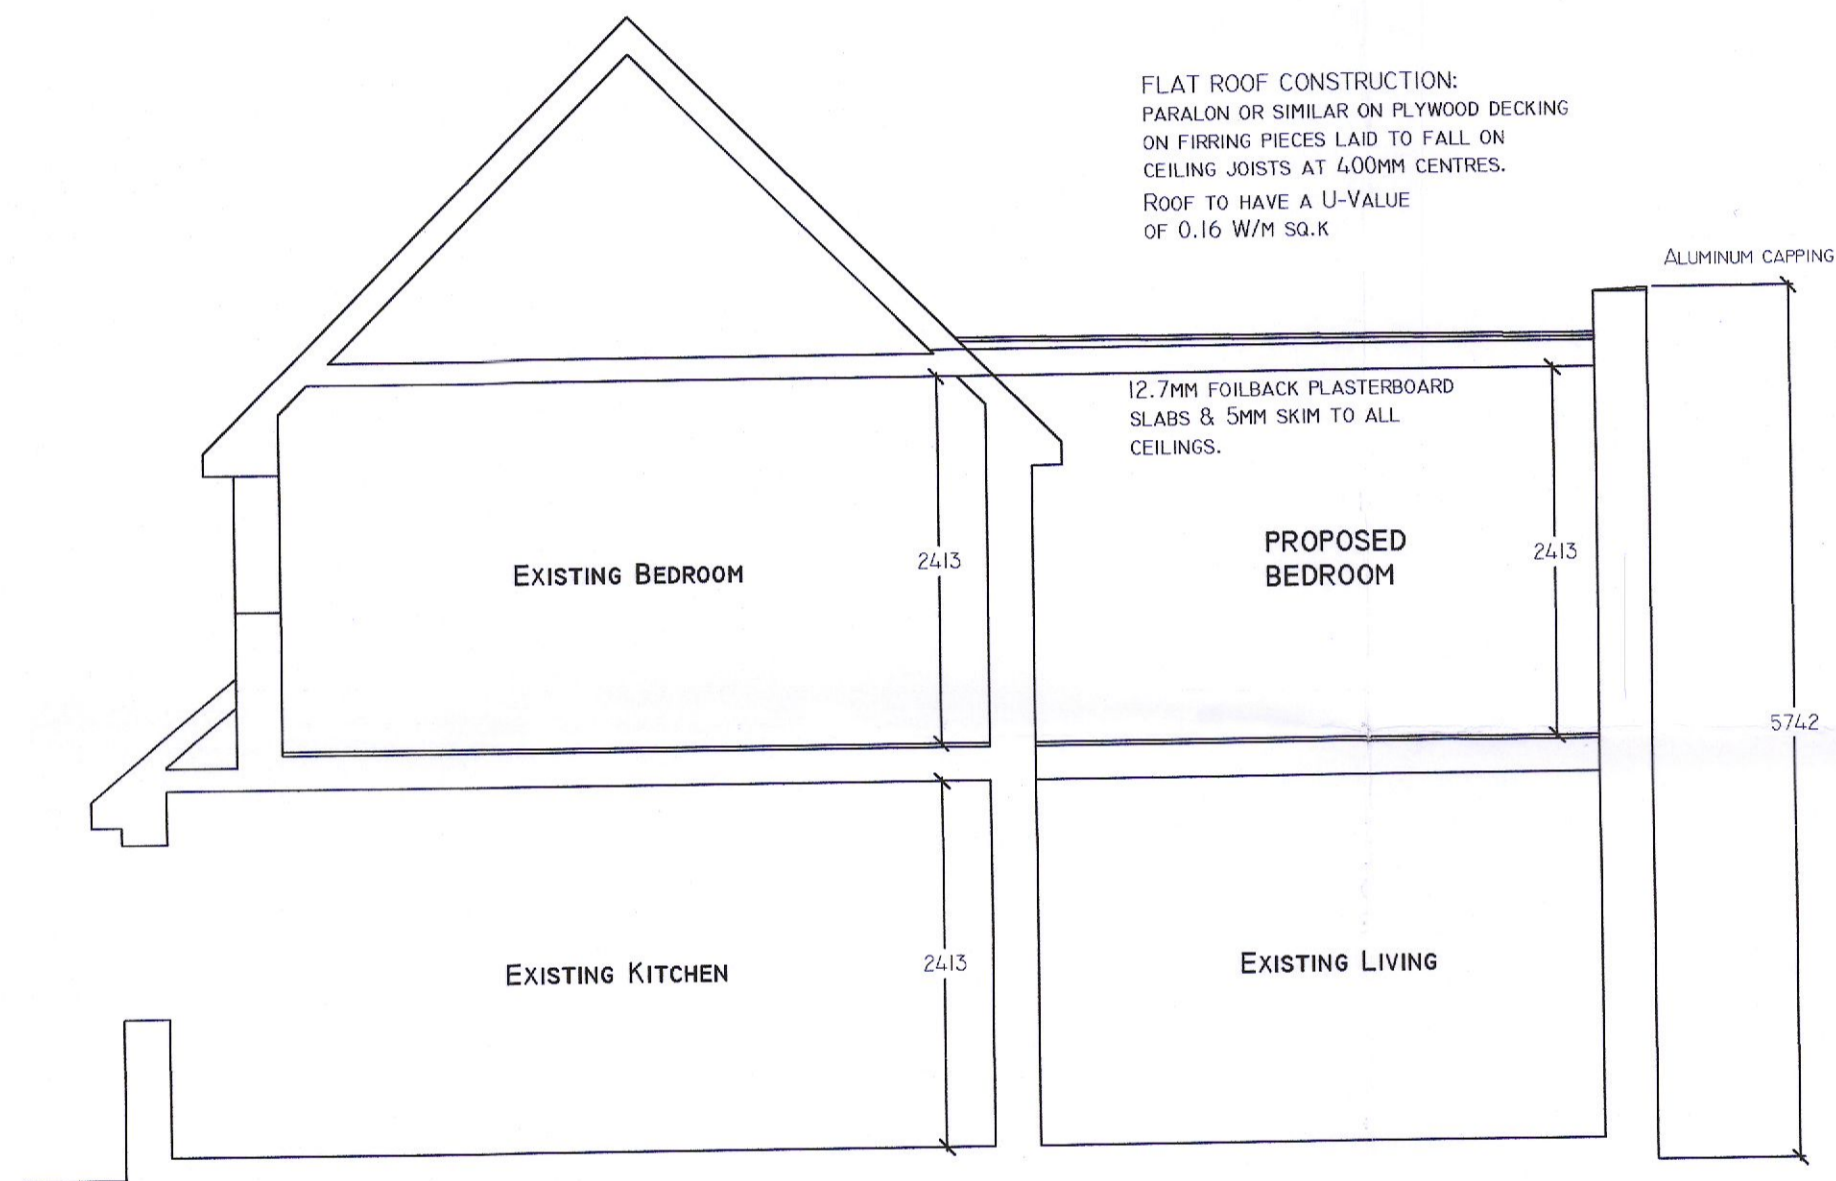 FLAT ROOF CONSTRUCTION:
PARALON OR SIMILAR ON PLYWOOD DECKING
ON FIRRING PIECES LAID TO FALL ON
CEILING JOISTS AT 400MM CENTRES.
ROOF TO HAVE A U-VALUE
OF 0.16 W/M SQ.K
ALUMINUM CAPPING
12.7MM FOILBACK PLASTERBOARD
SLABS & 5MM SKIM TO ALL
CEILINGS.
EXISTING BEDROOM
2413
PROPOSED
BEDROOM
2413
5742
EXISTING KITCHEN
2413
EXISTING LIVING